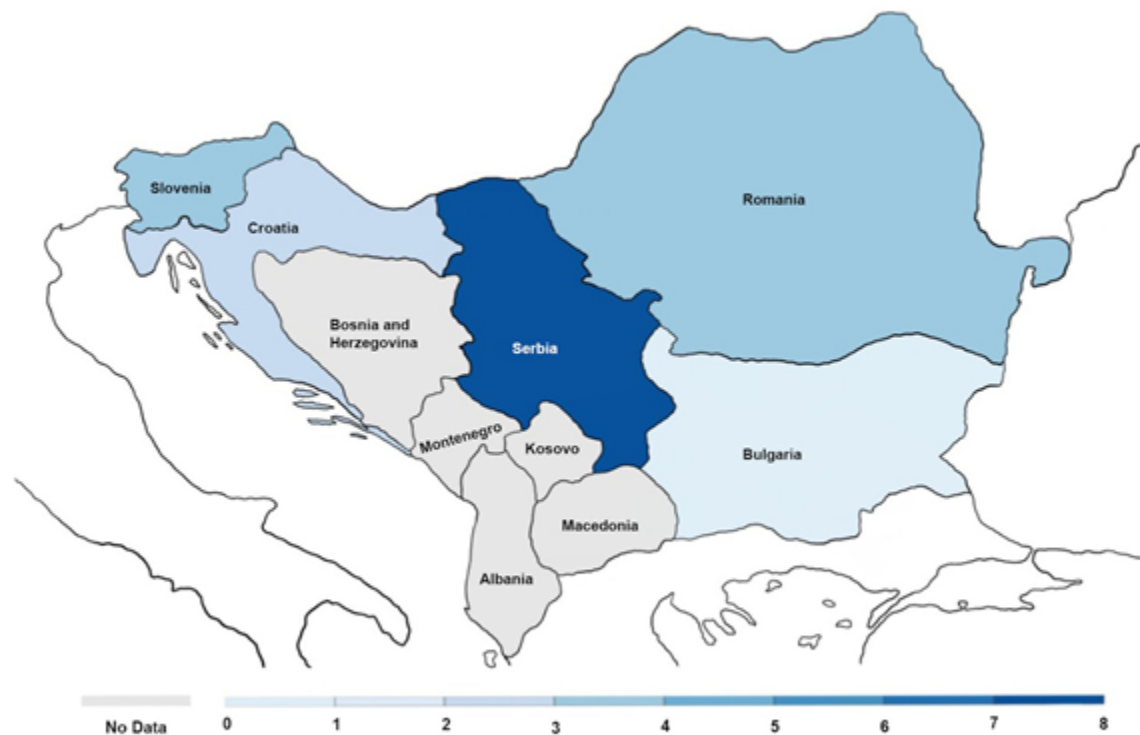 Slovenia
Romania
Croatia
Bosnia and
Herzegovina
Serbia
Montenegro
Kosovo
Bulgaria
Macedonia
Albania
No Data
0 1 2 3 4 5 6 7 8